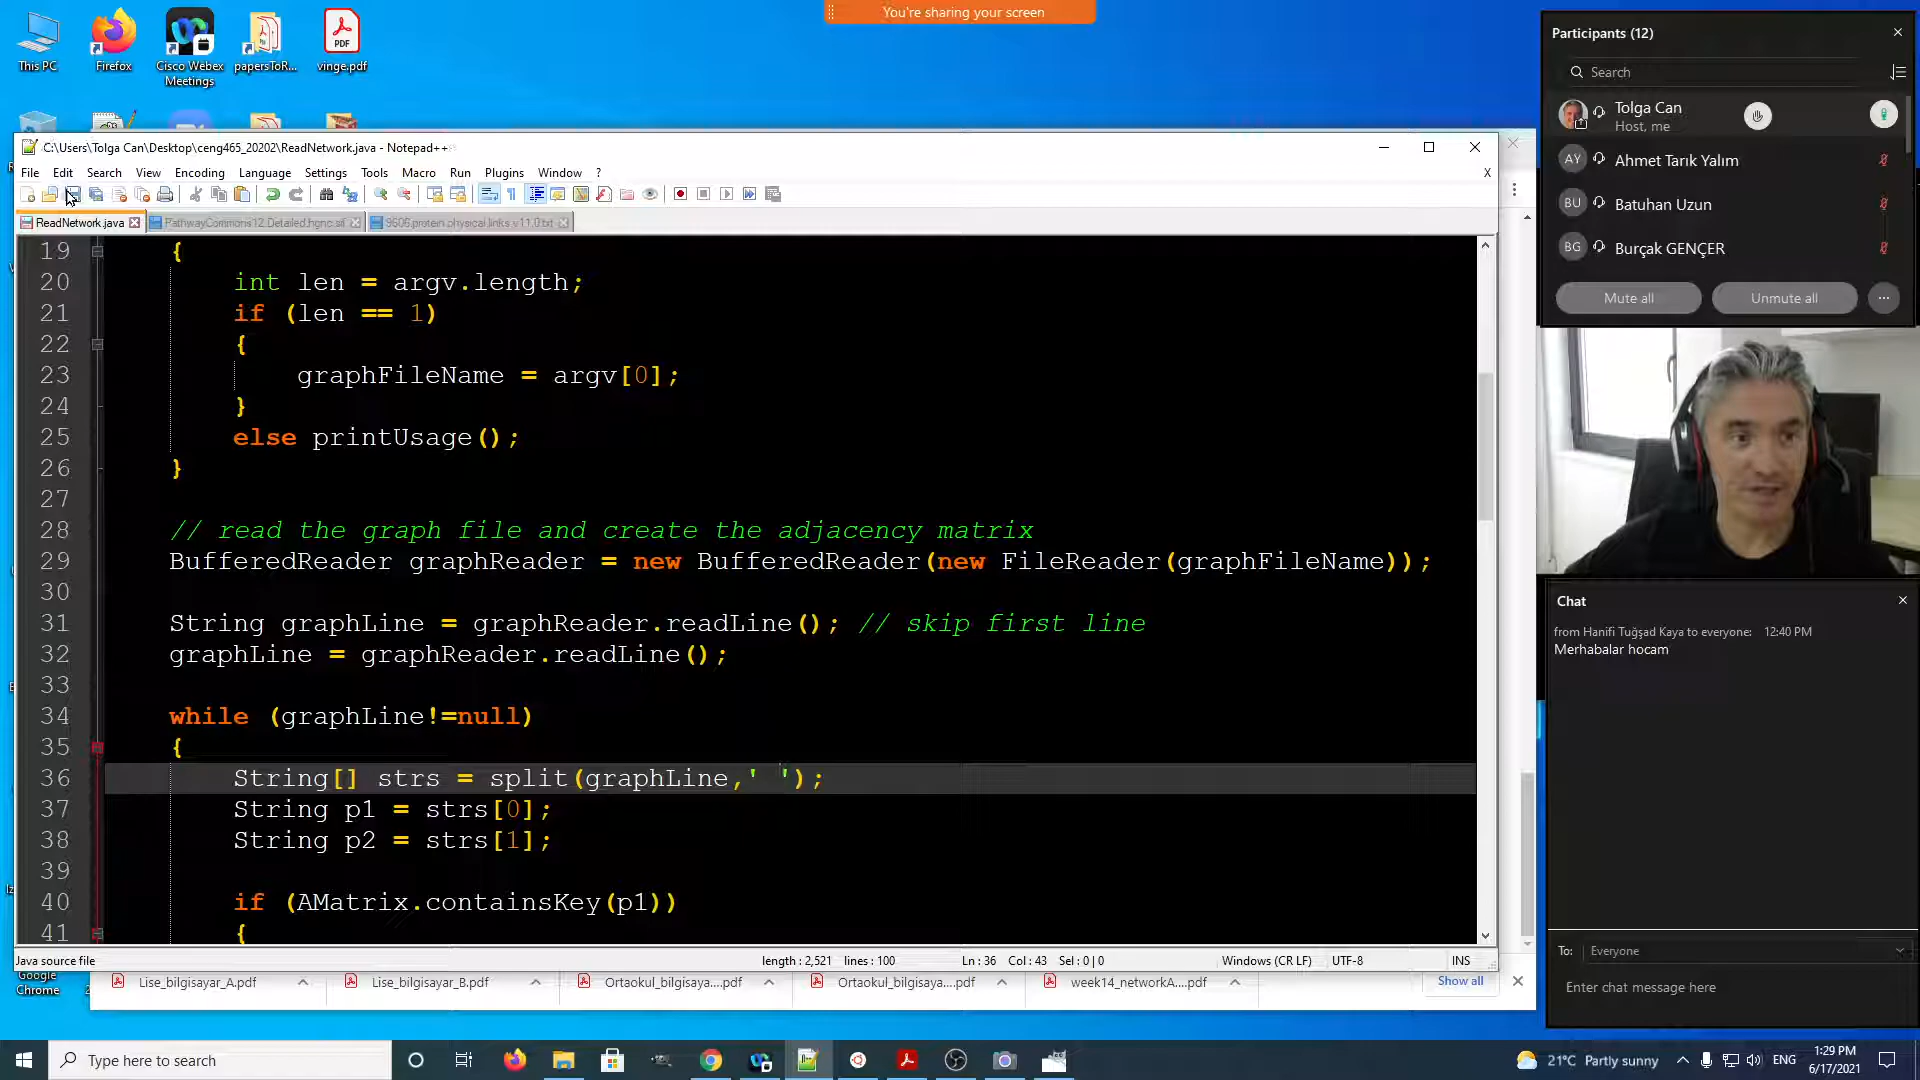 You're sharing your screen
This PC
Firefox
Cisco Webex
Meetings
papersToR...
vinge.pdf
C:\Users\Tolga Can\Desktop\ceng465_20202\ReadNetwork.java - Notepad++
File Edit Search View Encoding Language Settings Tools Macro Run Plugins Window ? X
ReadNetwork.java PathwayCommons12.Detailed.hgnc.sif 9606.protein.physical.links.v11.0.txt
19 {
20 int len = argv.length;
21 if (len == 1)
22 {
23 graphFileName = argv[0];
24 }
25 else printUsage();
26 }
27
28 // read the graph file and create the adjacency matrix
29 BufferedReader graphReader = new BufferedReader(new FileReader(graphFileName));
30
31 String graphLine = graphReader.readLine(); // skip first line
32 graphLine = graphReader.readLine();
33
34 while (graphLine!=null)
35 {
36 String[] strs = split(graphLine,' ');
37 String p1 = strs[0];
38 String p2 = strs[1];
39
40 if (AMatrix.containsKey(p1))
41 {
Java source file length : 2,521 lines : 100 Ln : 36 Col : 43 Sel : 0 | 0 Windows (CR LF) UTF-8 INS
Google
Chrome
Lise_bilgisayar_A.pdf
Lise_bilgisayar_B.pdf
Ortaokul_bilgisaya....pdf
Ortaokul_bilgisaya....pdf
week14_networkA....pdf
Show all
Participants (12)
Search
Tolga Can
Host, me
AY Ahmet Tarık Yalım
BU Batuhan Uzun
BG Burçak GENÇER
Mute all
Unmute all
Chat
from Hanifi Tuğşad Kaya to everyone: 12:40 PM
Merhabalar hocam
To: Everyone
Enter chat message here
Type here to search
21°C Partly sunny
ENG
1:29 PM
6/17/2021